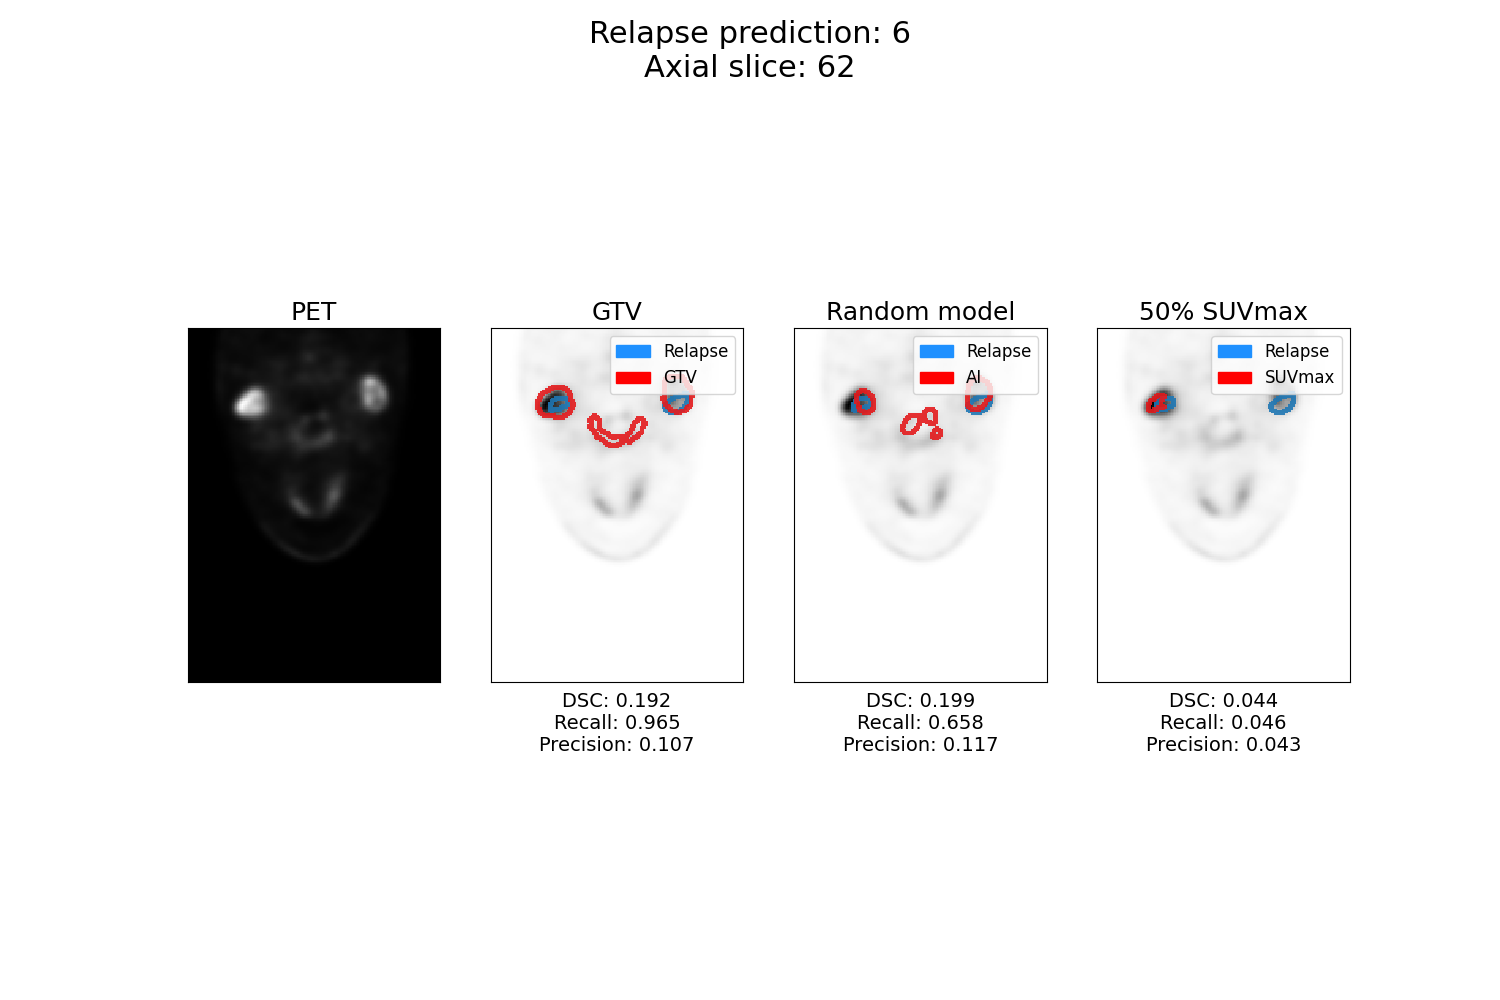 Relapse prediction: 6
Axial slice: 62
PET
GTV
Random model
50% SUVmax
Relapse
GTV
Relapse
AI
Relapse
SUVmax
DSC: 0.192
Recall: 0.965
Precision: 0.107
DSC: 0.199
Recall: 0.658
Precision: 0.117
DSC: 0.044
Recall: 0.046
Precision: 0.043